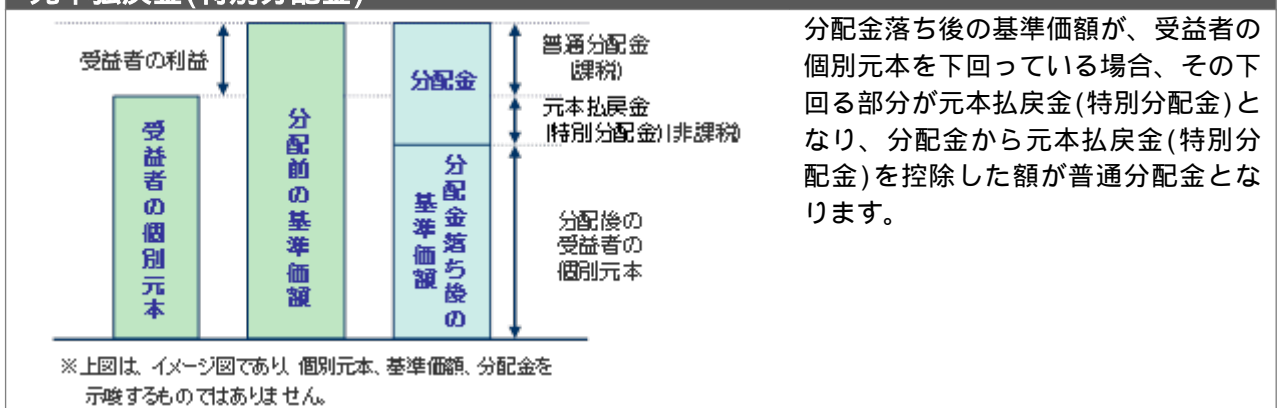 元本払戻金(特別分配金)
受益者の利益
受益者の個別元本
分配前の基準価額
分配金
分配金落ち後の
基準価額
普通分配金
(課税)
元本払戻金
(特別分配金)(非課税)
分配後の
受益者の
個別元本
※上図は、イメージ図であり、個別元本、基準価額、分配金を
示唆するものではありません。
分配金落ち後の基準価額が、受益者の
個別元本を下回っている場合、その下
回る部分が元本払戻金(特別分配金)と
なり、分配金から元本払戻金(特別分
配金)を控除した額が普通分配金とな
ります。